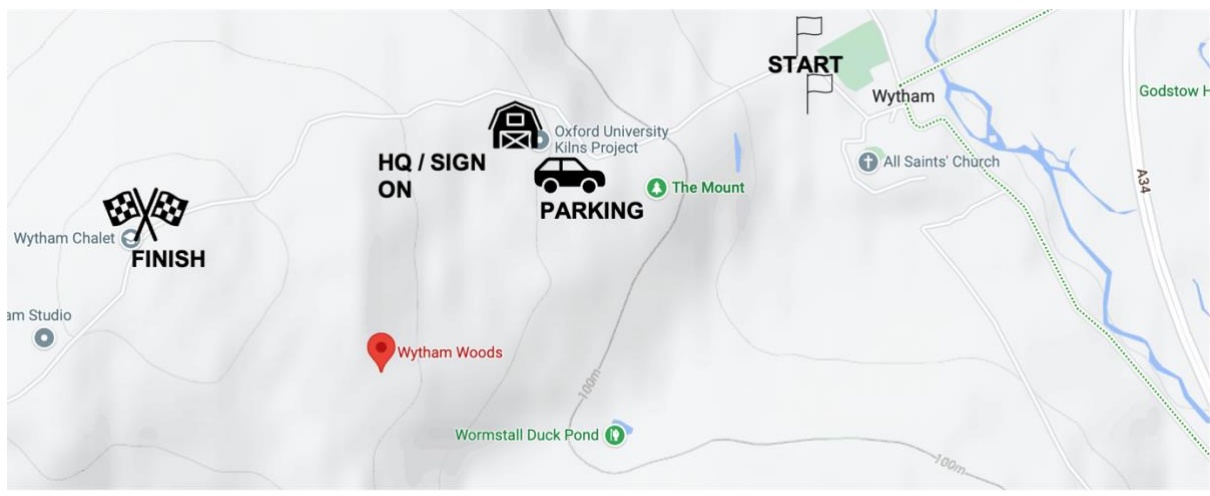 START
Wytham
Godstow H
Oxford University
Kilns Project
HQ / SIGN
ON
All Saints' Church
A34
The Mount
PARKING
Wytham Chalet
FINISH
am Studio
Wytham Woods
100m
Wormstall Duck Pond
100m